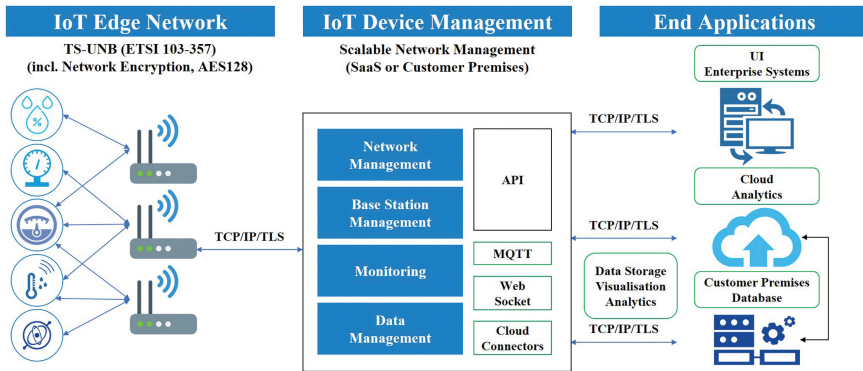 IoT Edge Network
TS-UNB (ETSI 103-357)
(incl. Network Encryption, AES128)
%
TCP/IP/TLS
IoT Device Management
Scalable Network Management
(SaaS or Customer Premises)
Network
Management
Base Station
Management
Monitoring
Data
Management
API
MQTT
Web
Socket
Cloud
Connectors
TCP/IP/TLS
TCP/IP/TLS
Data Storage
Visualisation
Analytics
TCP/IP/TLS
End Applications
UI
Enterprise Systems
Cloud
Analytics
Customer Premises
Database